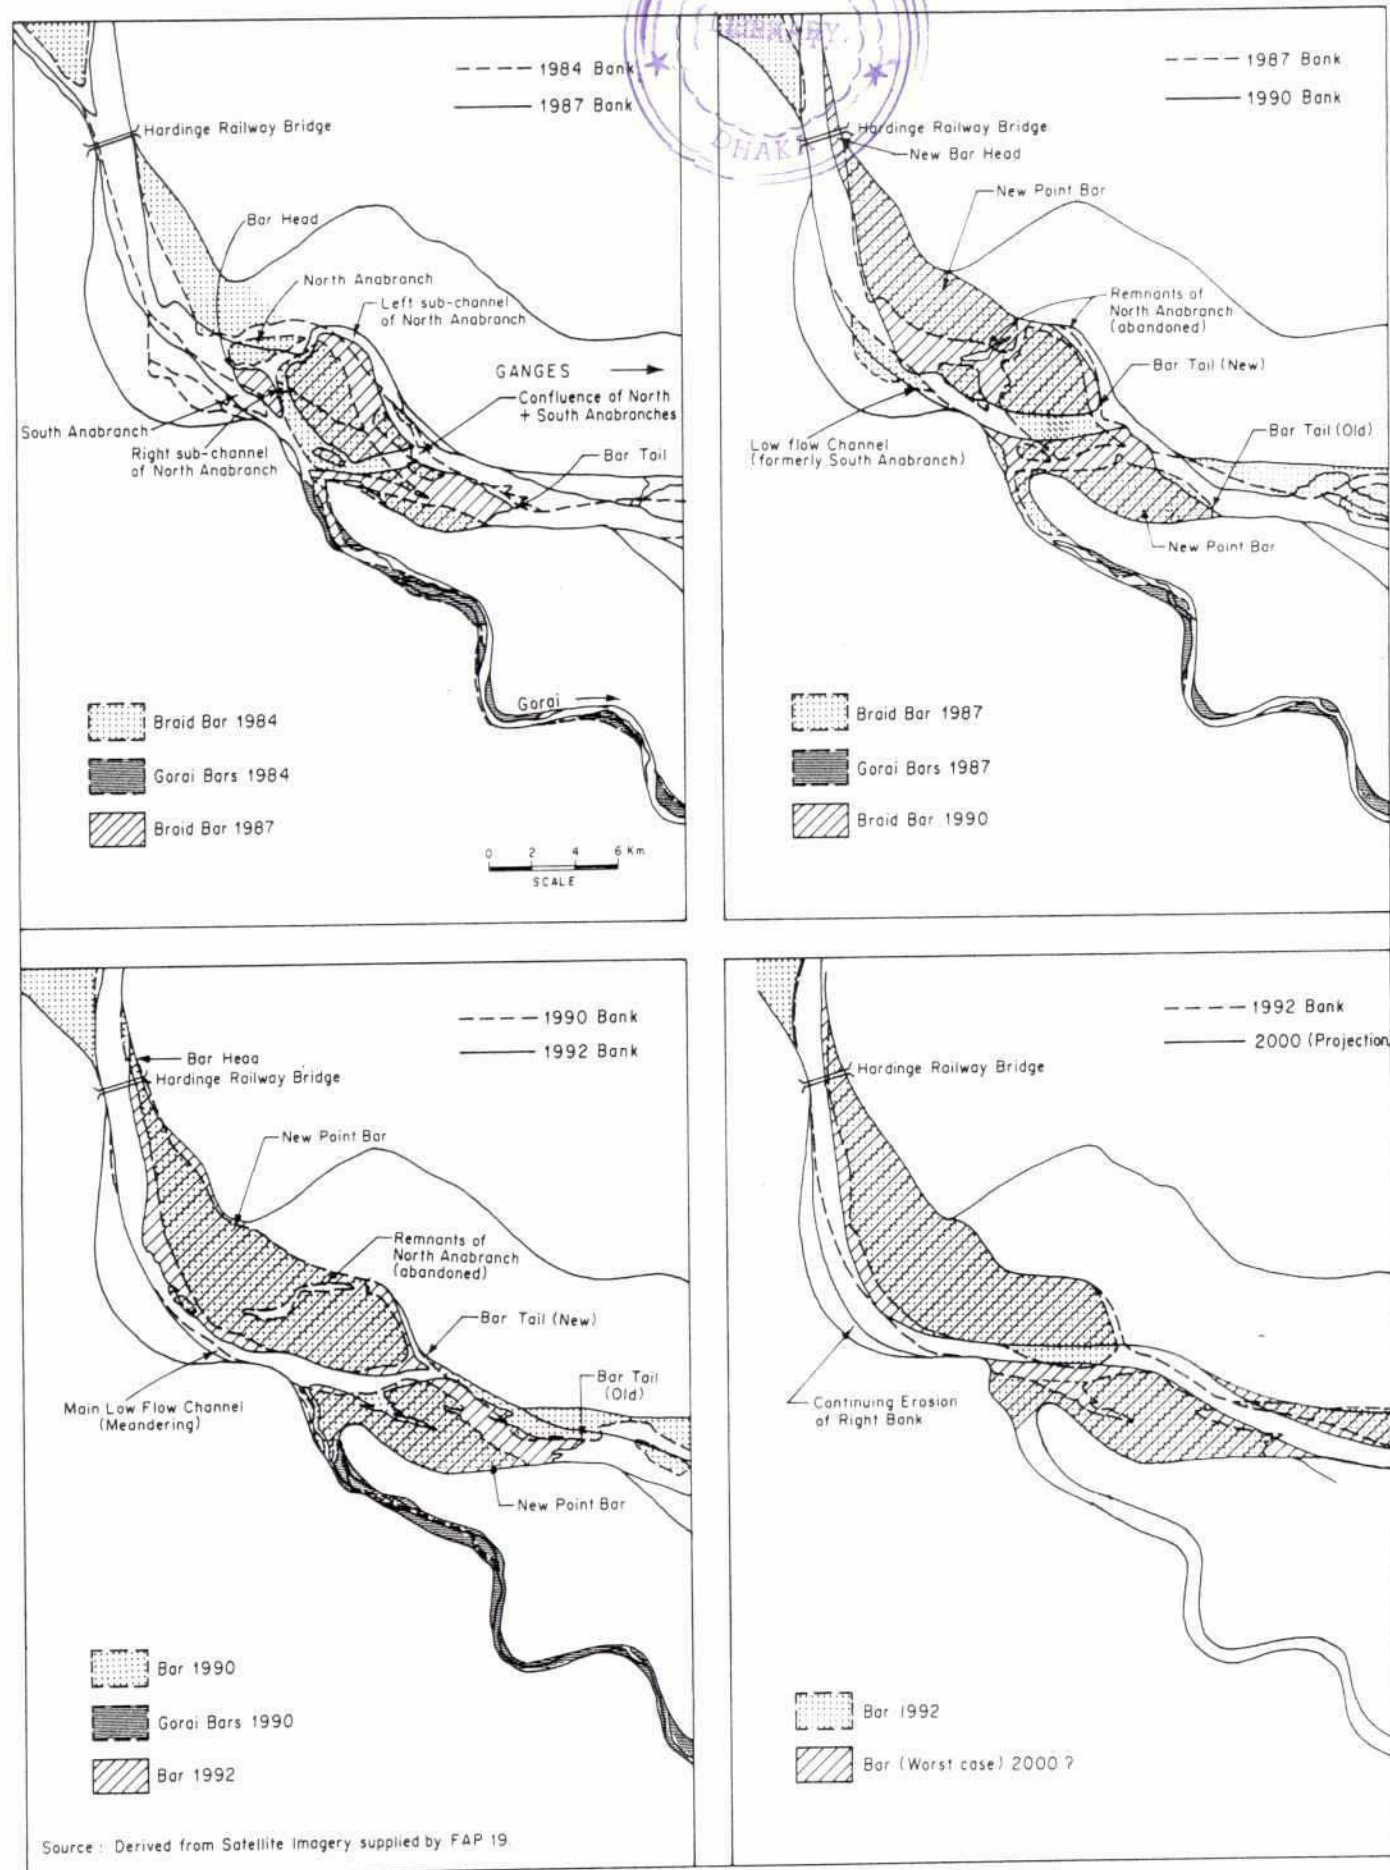 LIBRARY.
DHAKA
1984 Bank
1987 Bank
Hardinge Railway Bridge
Bar Head
North Anabranch
Left sub-channel
of North Anabranch
GANGES
Confluence of North
+ South Anabranches
South Anabranch
Right sub-channel
of North Anabranch
Bar Tail
Gorai
Braid Bar 1984
Gorai Bars 1984
Braid Bar 1987
0 2 4 6 Km
SCALE
1987 Bank
1990 Bank
Hardinge Railway Bridge
New Bar Head
New Point Bar
Remnants of
North Anabranch
(abandoned)
Bar Tail (New)
Low flow Channel
(formerly South Anabranch)
Bar Tail (Old)
New Point Bar
Braid Bar 1987
Gorai Bars 1987
Braid Bar 1990
1990 Bank
1992 Bank
Bar Head
Hardinge Railway Bridge
New Point Bar
Remnants of
North Anabranch
(abandoned)
Bar Tail (New)
Bar Tail
(Old)
Main Low Flow Channel
(Meandering)
New Point Bar
Bar 1990
Gorai Bars 1990
Bar 1992
Source : Derived from Satellite Imagery supplied by FAP 19.
1992 Bank
2000 (Projection
Hardinge Railway Bridge
Continuing Erosion
of Right Bank
Bar 1992
Bar (Worst case) 2000 ?